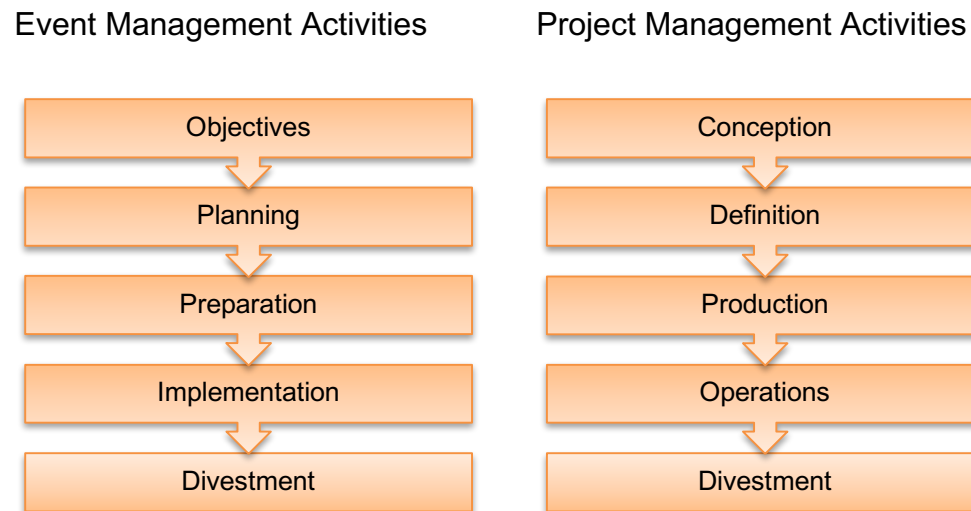 Event Management Activities
Objectives
Planning
Preparation
Implementation
Divestment
Project Management Activities
Conception
Definition
Production
Operations
Divestment